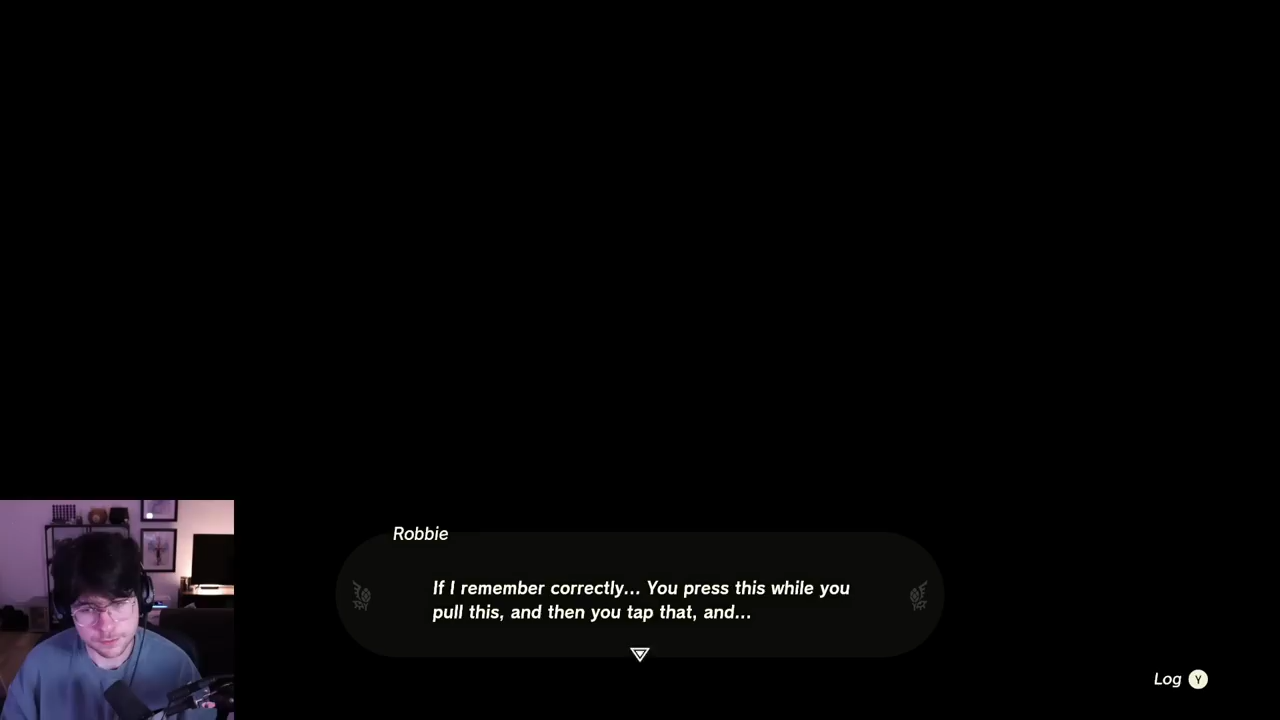 Robbie
If I remember correctly... You press this while you
pull this, and then you tap that, and...
Log Y